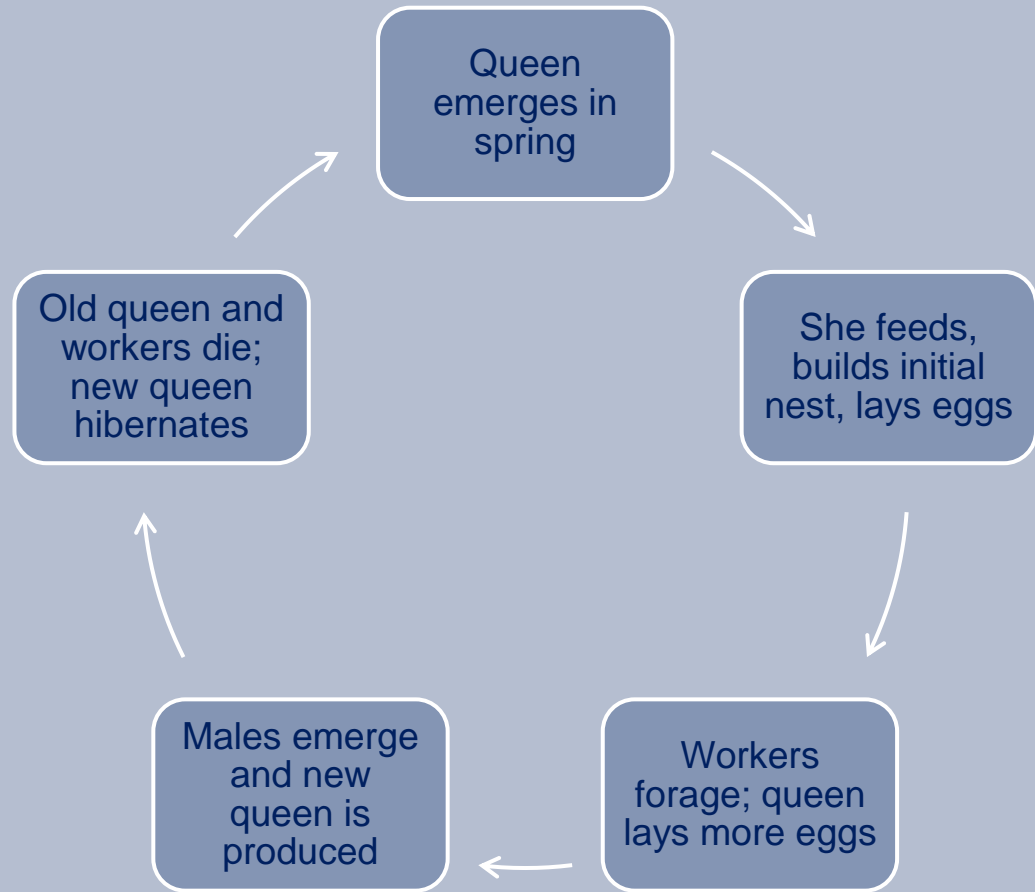 Queen
emerges in
spring
She feeds,
builds initial
nest, lays eggs
Workers
forage; queen
lays more eggs
Males emerge
and new
queen is
produced
Old queen and
workers die;
new queen
hibernates